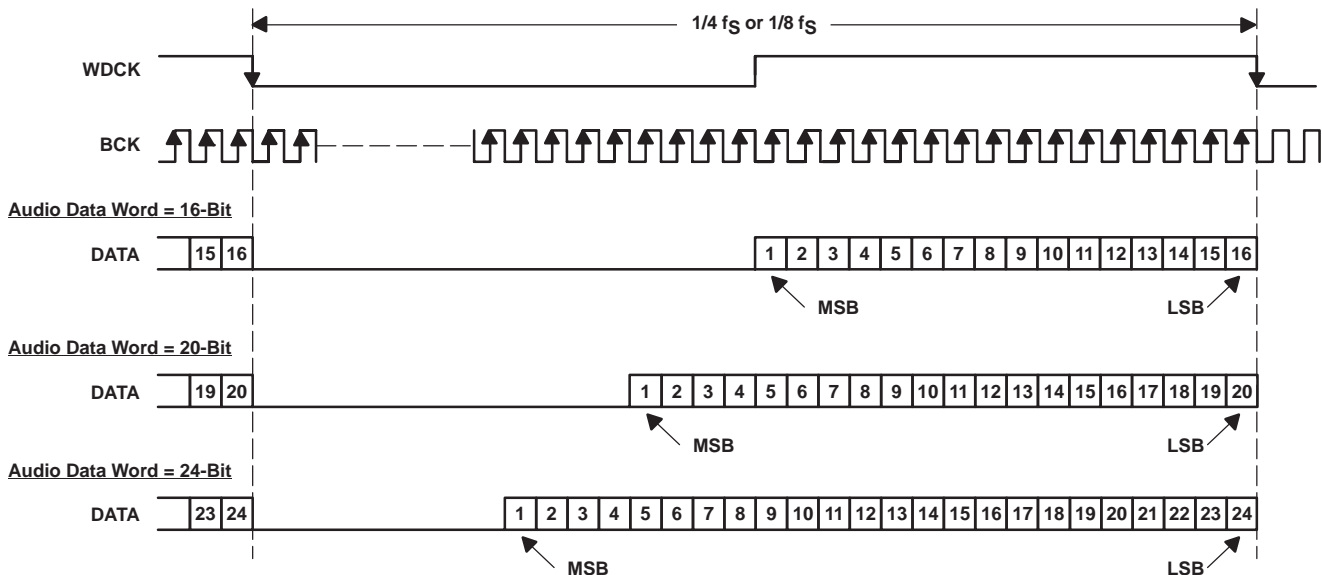 1/4 fS or 1/8 fS
WDCK
BCK
Audio Data Word = 16-Bit
DATA 15 16 1 2 3 4 5 6 7 8 9 10 11 12 13 14 15 16
MSB LSB
Audio Data Word = 20-Bit
DATA 19 20 1 2 3 4 5 6 7 8 9 10 11 12 13 14 15 16 17 18 19 20
MSB LSB
Audio Data Word = 24-Bit
DATA 23 24 1 2 3 4 5 6 7 8 9 10 11 12 13 14 15 16 17 18 19 20 21 22 23 24
MSB LSB